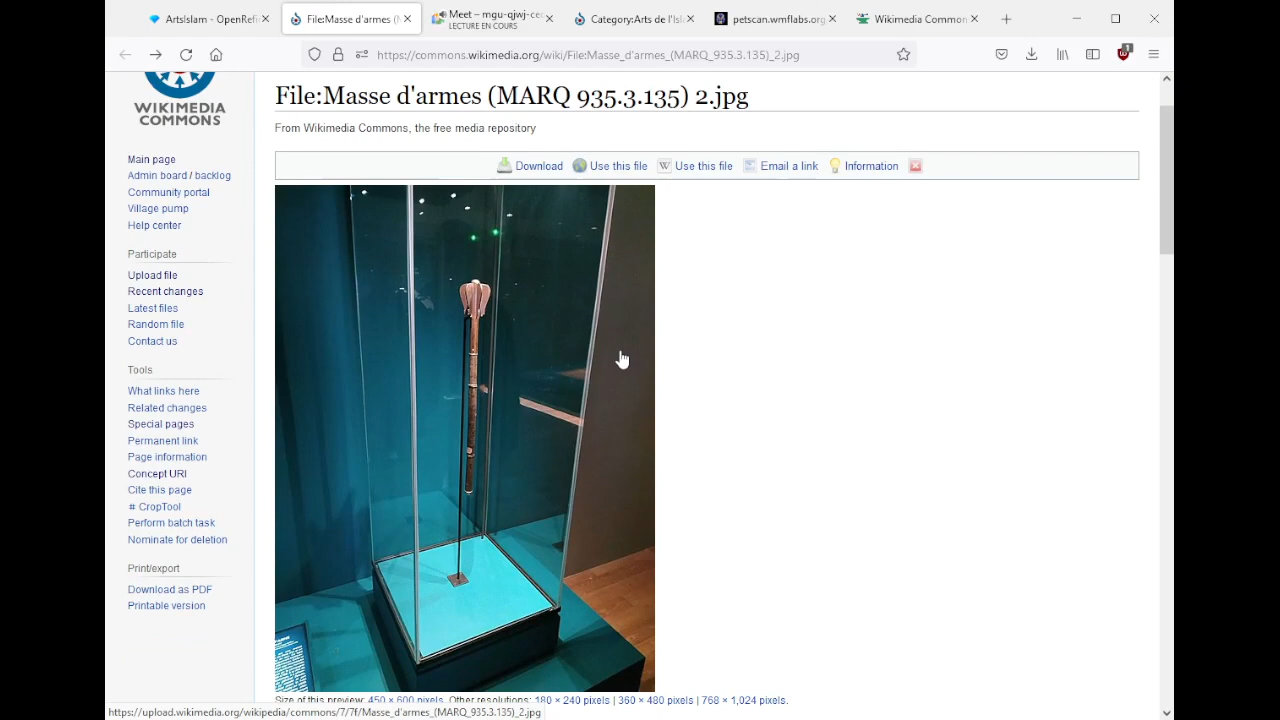 ArtsIslam - OpenRefi
File:Masse d'armes (M
Meet – mgu-qjwj-ced
LECTURE EN COURS
Category:Arts de l'Isla
petscan.wmflabs.org
Wikimedia Common
https://commons.wikimedia.org/wiki/File:Masse_d'armes_(MARQ_935.3.135)_2.jpg
1
WIKIMEDIA
COMMONS
Main page
Admin board / backlog
Community portal
Village pump
Help center
Participate
Upload file
Recent changes
Latest files
Random file
Contact us
Tools
What links here
Related changes
Special pages
Permanent link
Page information
Concept URI
Cite this page
# CropTool
Perform batch task
Nominate for deletion
Print/export
Download as PDF
Printable version
File:Masse d'armes (MARQ 935.3.135) 2.jpg
From Wikimedia Commons, the free media repository
Download Use this file W Use this file Email a link Information
Size of this preview: 450 × 600 pixels. Other resolutions: 180 × 240 pixels | 360 × 480 pixels | 768 × 1,024 pixels.
https://upload.wikimedia.org/wikipedia/commons/7/7f/Masse_d'armes_(MARQ_935.3.135)_2.jpg